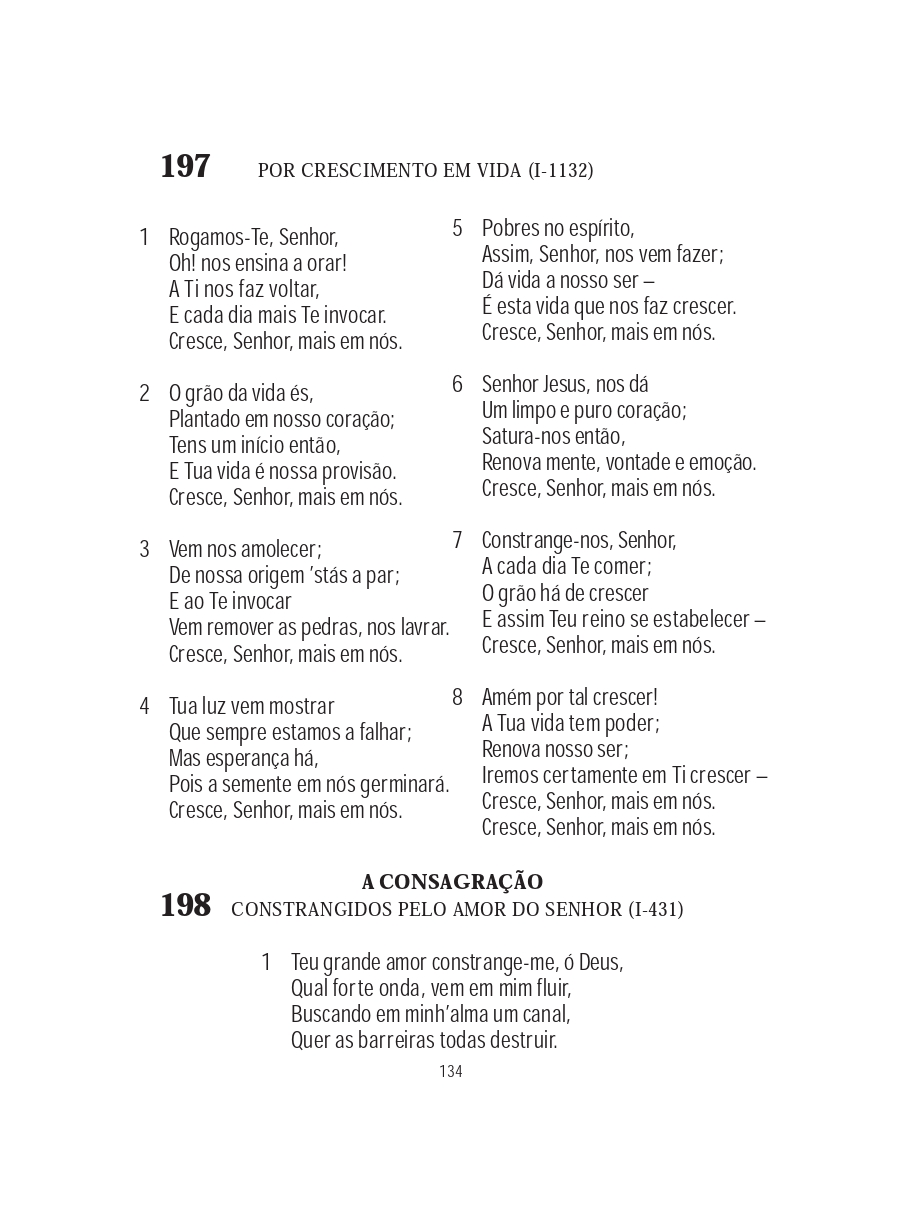 197 POR CRESCIMENTO EM VIDA (I-1132)
1 Rogamos-Te, Senhor,
Oh! nos ensina a orar!
A Ti nos faz voltar,
E cada dia mais Te invocar.
Cresce, Senhor, mais em nós.
2 O grão da vida és,
Plantado em nosso coração;
Tens um início então,
E Tua vida é nossa provisão.
Cresce, Senhor, mais em nós.
3 Vem nos amolecer;
De nossa origem ’stás a par;
E ao Te invocar
Vem remover as pedras, nos lavrar.
Cresce, Senhor, mais em nós.
4 Tua luz vem mostrar
Que sempre estamos a falhar;
Mas esperança há,
Pois a semente em nós germinará.
Cresce, Senhor, mais em nós.
5 Pobres no espírito,
Assim, Senhor, nos vem fazer;
Dá vida a nosso ser –
É esta vida que nos faz crescer.
Cresce, Senhor, mais em nós.
6 Senhor Jesus, nos dá
Um limpo e puro coração;
Satura-nos então,
Renova mente, vontade e emoção.
Cresce, Senhor, mais em nós.
7 Constrange-nos, Senhor,
A cada dia Te comer;
O grão há de crescer
E assim Teu reino se estabelecer –
Cresce, Senhor, mais em nós.
8 Amém por tal crescer!
A Tua vida tem poder;
Renova nosso ser;
Iremos certamente em Ti crescer –
Cresce, Senhor, mais em nós.
Cresce, Senhor, mais em nós.
A CONSAGRAÇÃO
198 CONSTRANGIDOS PELO AMOR DO SENHOR (I-431)
1 Teu grande amor constrange-me, ó Deus,
Qual forte onda, vem em mim fluir,
Buscando em minh’alma um canal,
Quer as barreiras todas destruir.
134